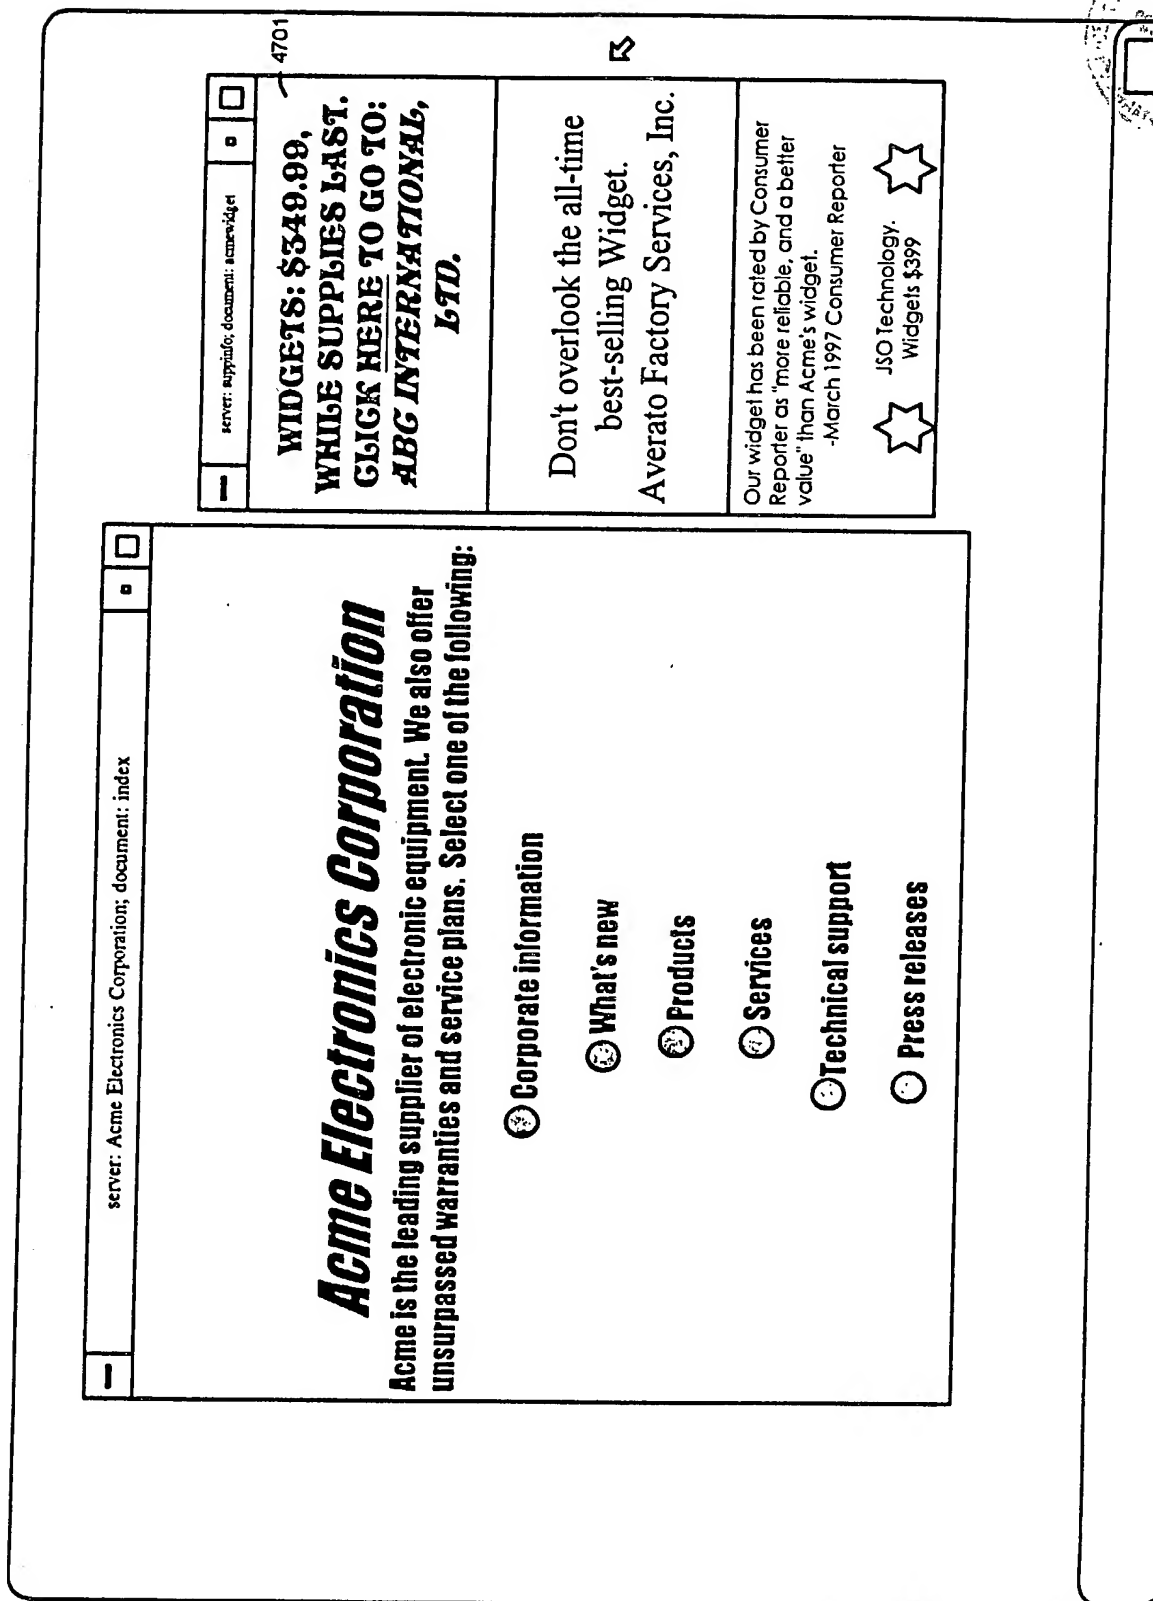 server: Acme Electronics Corporation; document: index
Acme Electronics Corporation
Acme is the leading supplier of electronic equipment. We also offer
unsurpassed warranties and service plans. Select one of the following:
Corporate information
What's new
Products
Services
Technical support
Press releases
server: suppinfo; document: acmewidget
4701
WIDGETS: $349.99,
WHILE SUPPLIES LAST.
CLICK HERE TO GO TO:
ABC INTERNATIONAL,
LTD.
Don't overlook the all-time
best-selling Widget.
Averato Factory Services, Inc.
Our widget has been rated by Consumer
Reporter as "more reliable, and a better
value" than Acme's widget.
-March 1997 Consumer Reporter
JSO Technology.
Widgets $399